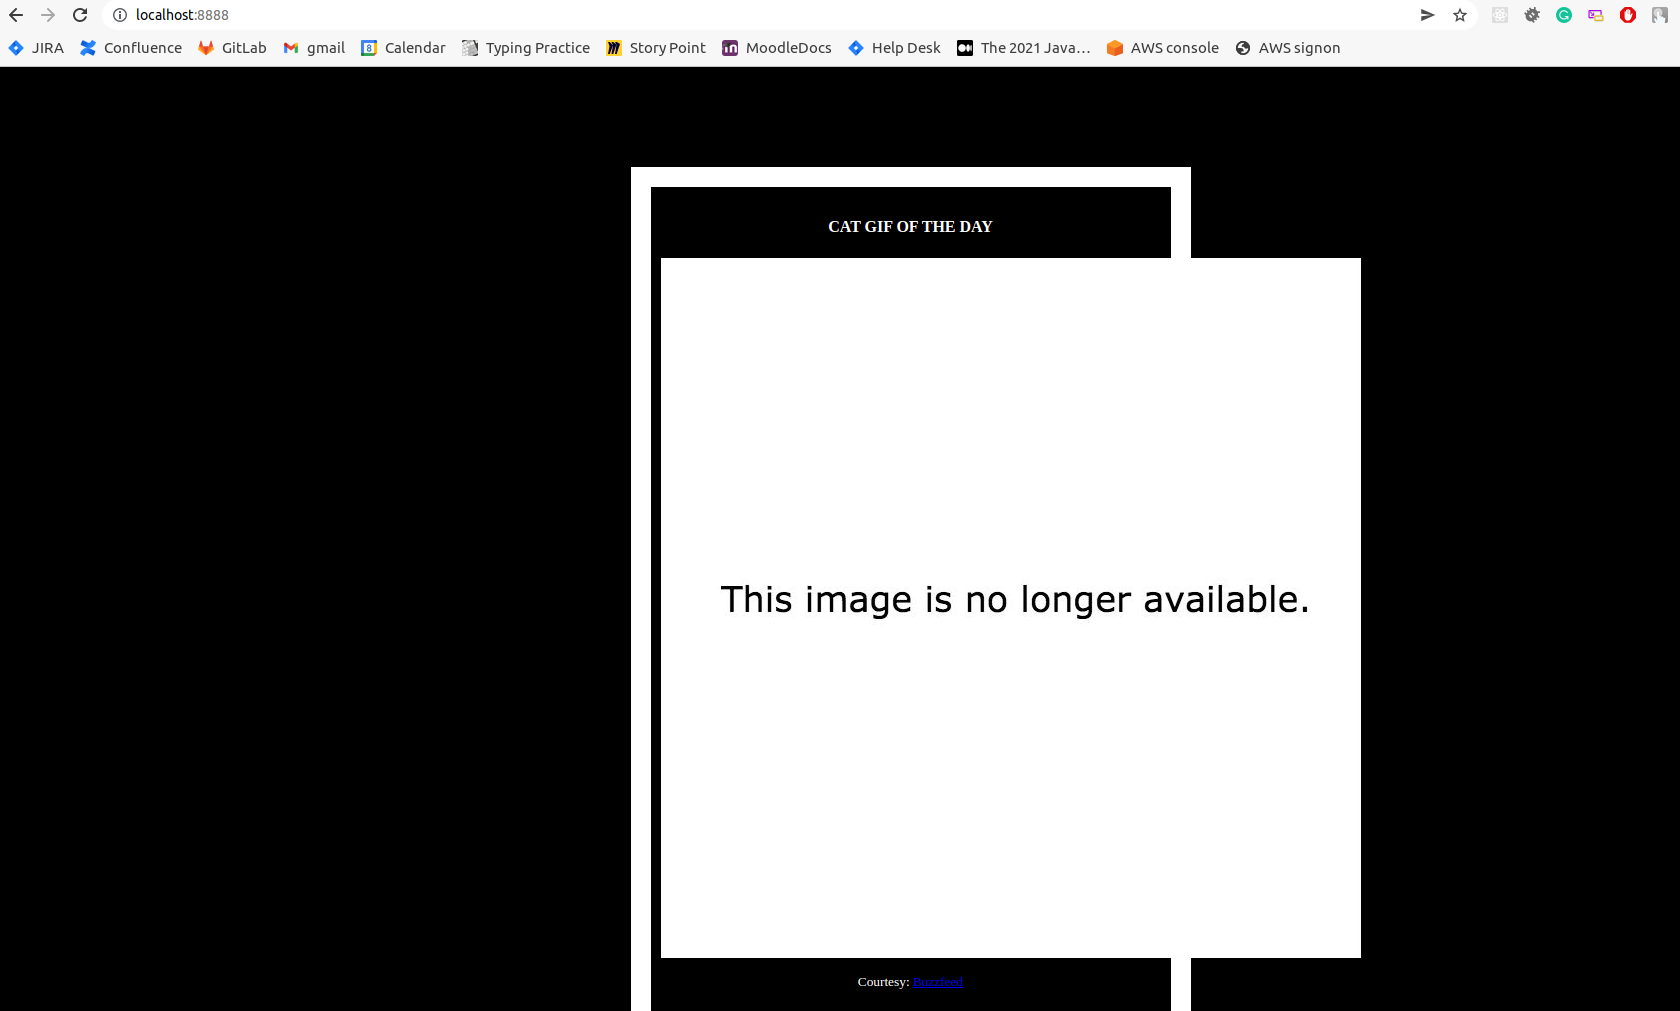 localhost:8888
JIRA Confluence GitLab gmail Calendar Typing Practice Story Point MoodleDocs Help Desk The 2021 Java... AWS console AWS signon
CAT GIF OF THE DAY
This image is no longer available.
Courtesy: Buzzfeed